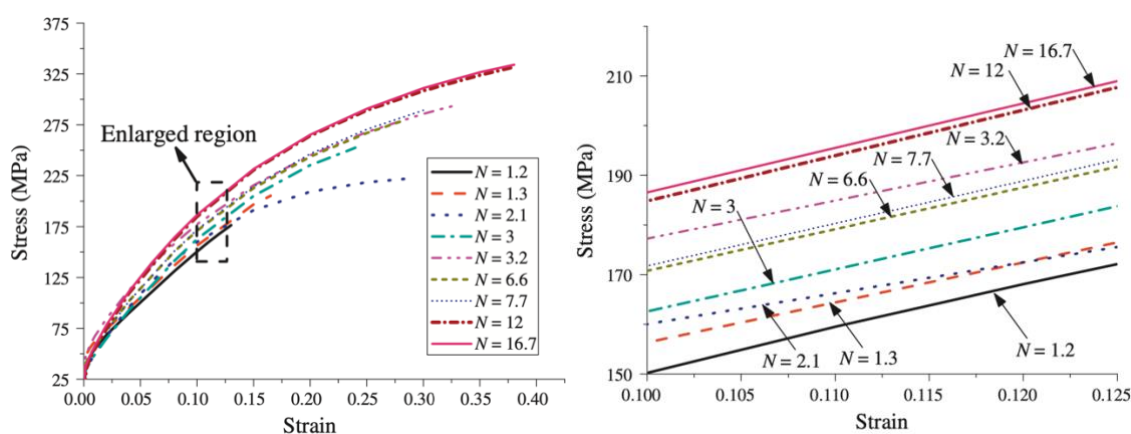 375
325
275
225
175
125
75
25
Stress (MPa)
Enlarged region
N = 1.2
N = 1.3
N = 2.1
N = 3
N = 3.2
N = 6.6
N = 7.7
N = 12
N = 16.7
0.00 0.05 0.10 0.15 0.20 0.25 0.30 0.35 0.40
Strain
210
190
170
150
Stress (MPa)
N = 16.7
N = 12
N = 3.2
N = 7.7
N = 6.6
N = 3
N = 2.1
N = 1.3
N = 1.2
0.100 0.105 0.110 0.115 0.120 0.125
Strain